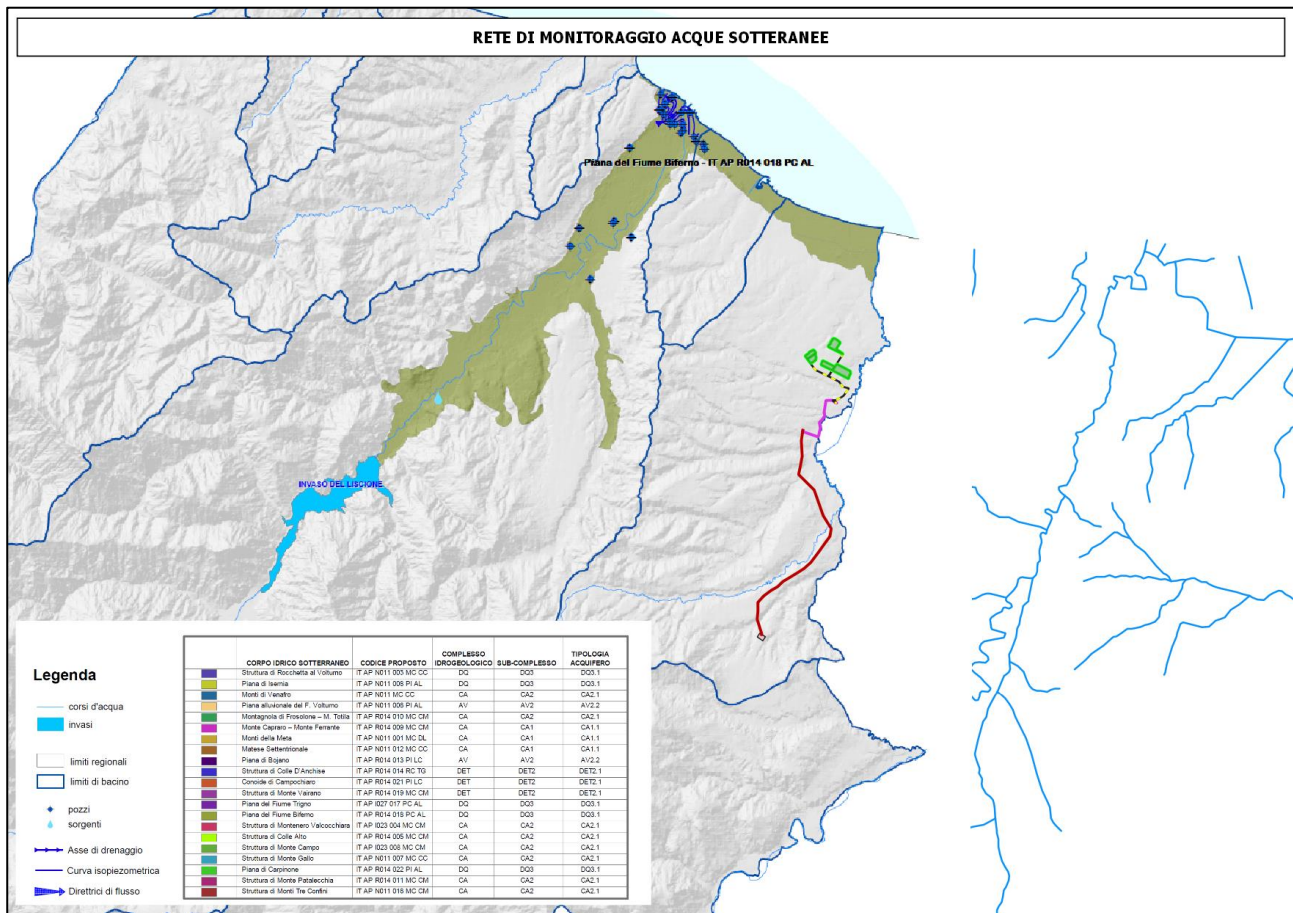 RETE DI MONITORAGGIO ACQUE SOTTERANEE
Piana del Fiume Biferno - IT AP R014 018 PC AL
INVASO DEL LISCIONE
Legenda
corsi d'acqua
invasi
limiti regionali
limiti di bacino
pozzi
sorgenti
Asse di drenaggio
Curva isopiezometrica
Direttrici di flusso
CORPO IDRICO SOTTERRANEO CODICE PROPOSTO COMPLESSO IDROGEOLOGICO SUB-COMPLESSO TIPOLOGIA ACQUIFERO
Struttura di Rocchetta al Volturno IT AP N011 003 MC CC DQ DQ3 DQ3.1
Piana di Isernia IT AP N011 008 PI AL DQ DQ3 DQ3.1
Monti di Venafro IT AP N011 MC CC CA CA2 CA2.1
Piana alluvionale del F. Volturno IT AP N011 006 PI AL AV AV2 AV2.2
Montagnola di Frosolone – M. Totila IT AP R014 010 MC CM CA CA2 CA2.1
Monte Capraro – Monte Ferrante IT AP R014 009 MC CM CA CA1 CA1.1
Monti della Meta IT AP N011 001 MC DL CA CA1 CA1.1
Matese Settentrionale IT AP N011 012 MC CC CA CA1 CA1.1
Piana di Bojano IT AP R014 013 PI LC AV AV2 AV2.2
Struttura di Colle D'Anchise IT AP R014 014 RC TG DET DET2 DET2.1
Conoide di Campochiaro IT AP R014 021 PI LC DET DET2 DET2.1
Struttura di Monte Vairano IT AP R014 019 MC CM DET DET2 DET2.1
Piana del Fiume Trigno IT AP I027 017 PC AL DQ DQ3 DQ3.1
Piana del Fiume Biferno IT AP R014 018 PC AL DQ DQ3 DQ3.1
Struttura di Montenero Valcocchiara IT AP I023 004 MC CM CA CA2 CA2.1
Struttura di Colle Alto IT AP R014 005 MC CM CA CA2 CA2.1
Struttura di Monte Campo IT AP I023 008 MC CM CA CA2 CA2.1
Struttura di Monte Gallo IT AP N011 007 MC CC CA CA2 CA2.1
Piana di Carpinone IT AP R014 022 PI AL DQ DQ3 DQ3.1
Struttura di Monte Patalecchia IT AP R014 011 MC CM CA CA2 CA2.1
Struttura di Monti Tre Confini IT AP N011 016 MC CM CA CA2 CA2.1